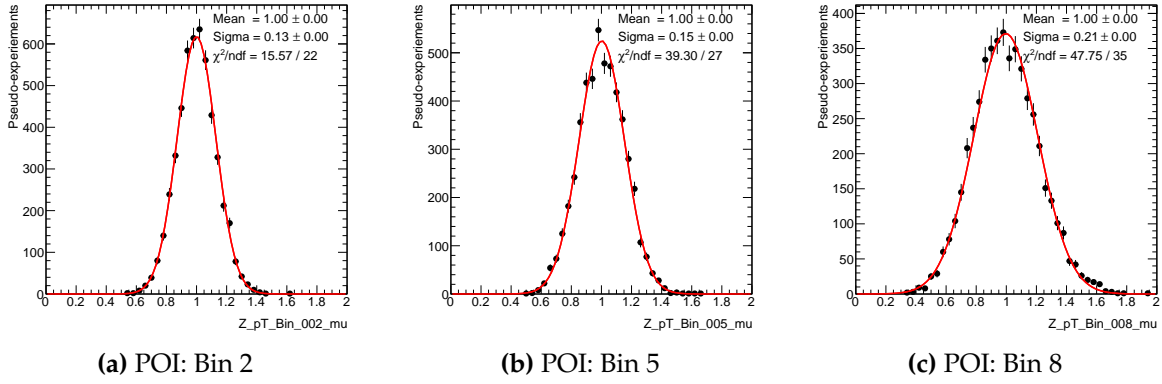 Pseudo-experiements
600
500
400
300
200
100
0
0 0.2 0.4 0.6 0.8 1 1.2 1.4 1.6 1.8 2
Z_pT_Bin_002_mu
Mean = 1.00 ± 0.00
Sigma = 0.13 ± 0.00
χ²/ndf = 15.57 / 22
(a) POI: Bin 2
Pseudo-experiements
500
400
300
200
100
0
0 0.2 0.4 0.6 0.8 1 1.2 1.4 1.6 1.8 2
Z_pT_Bin_005_mu
Mean = 1.00 ± 0.00
Sigma = 0.15 ± 0.00
χ²/ndf = 39.30 / 27
(b) POI: Bin 5
Pseudo-experiements
400
350
300
250
200
150
100
50
0
0 0.2 0.4 0.6 0.8 1 1.2 1.4 1.6 1.8 2
Z_pT_Bin_008_mu
Mean = 1.00 ± 0.00
Sigma = 0.21 ± 0.00
χ²/ndf = 47.75 / 35
(c) POI: Bin 8